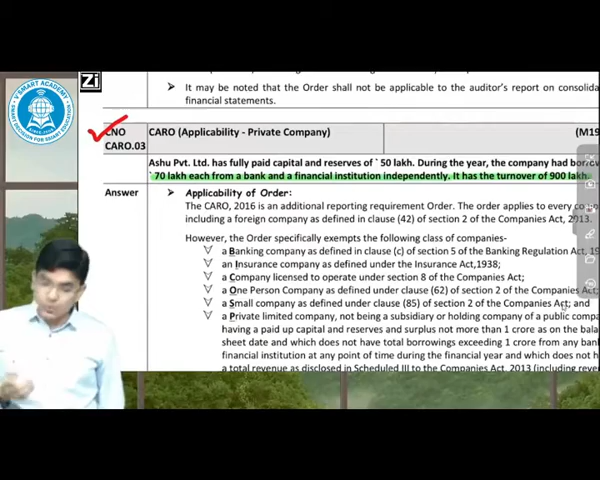 V SMART ACADEMY
SMART DECISION FOR SMART EDUCATION
Zi
It may be noted that the Order shall not be applicable to the auditor's report on consolida
financial statements.
CNO CARO (Applicability - Private Company) (M19
CARO.03
Ashu Pvt. Ltd. has fully paid capital and reserves of ` 50 lakh. During the year, the company had borrow
` 70 lakh each from a bank and a financial institution independently. It has the turnover of 900 lakh.
Answer ➢ Applicability of Order:
The CARO, 2016 is an additional reporting requirement Order. The order applies to every co
including a foreign company as defined in clause (42) of section 2 of the Companies Act, 2013.
However, the Order specifically exempts the following class of companies-
a Banking company as defined in clause (c) of section 5 of the Banking Regulation Act, 19
an Insurance company as defined under the Insurance Act,1938;
a Company licensed to operate under section 8 of the Companies Act;
a One Person Company as defined under clause (62) of section 2 of the Companies Act;
a Small company as defined under clause (85) of section 2 of the Companies Act; and
a Private limited company, not being a subsidiary or holding company of a public compa
having a paid up capital and reserves and surplus not more than 1 crore as on the bala
sheet date and which does not have total borrowings exceeding 1 crore from any bank
financial institution at any point of time during the financial year and which does not h
a total revenue as disclosed in Scheduled III to the Companies Act, 2013 (including reve